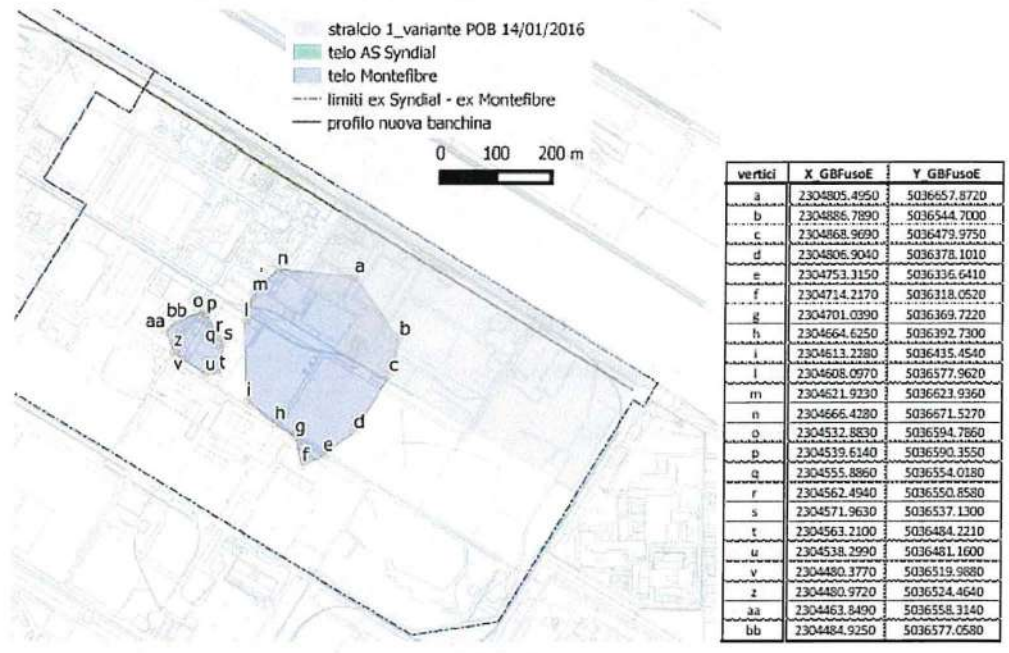 stralcio 1_variante POB 14/01/2016
telo AS Syndial
telo Montefibre
limiti ex Syndial - ex Montefibre
profilo nuova banchina
0 100 200 m
n
a
m
o p
bb
l
aa
r
b
q s
z
v
u t
c
i
h
g
d
e
f
vertici X_GBFusoE Y_GBFusoE
a 2304805.4950 5036657.8720
b 2304886.7890 5036544.7000
c 2304868.9690 5036479.9750
d 2304806.9040 5036378.1010
e 2304753.3150 5036336.6410
f 2304714.2170 5036318.0520
g 2304701.0390 5036369.7220
h 2304664.6250 5036392.7300
i 2304613.2280 5036435.4540
l 2304608.0970 5036577.9620
m 2304621.9230 5036623.9360
n 2304666.4280 5036671.5270
o 2304532.8830 5036594.7860
p 2304539.6140 5036590.3550
q 2304555.8860 5036554.0180
r 2304562.4940 5036550.8580
s 2304571.9630 5036537.1300
t 2304563.2100 5036484.2210
u 2304538.2990 5036481.1600
v 2304480.3770 5036519.9880
z 2304480.9720 5036524.4640
aa 2304463.8490 5036558.3140
bb 2304484.9250 5036577.0580